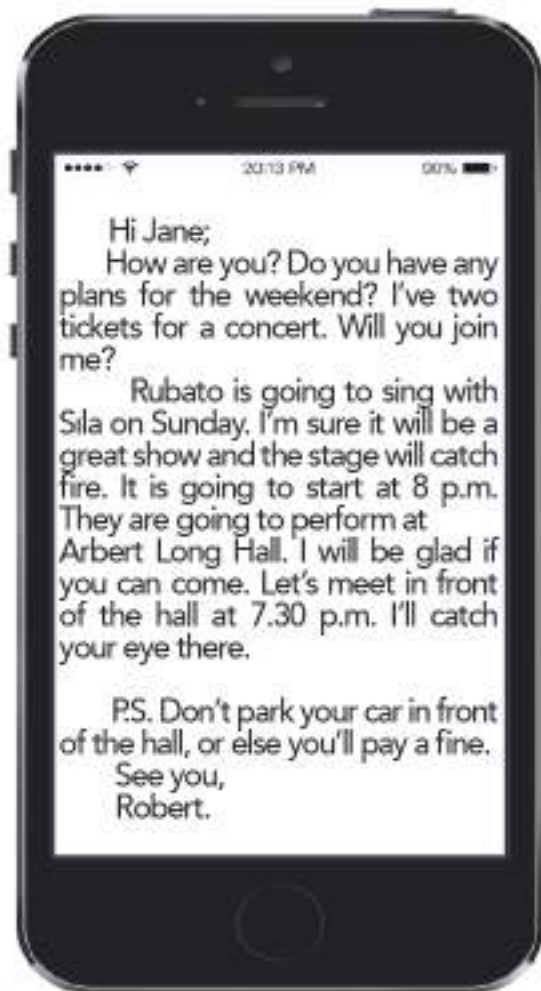 20:13 PM
90%
Hi Jane;
How are you? Do you have any
plans for the weekend? I've two
tickets for a concert. Will you join
me?
Rubato is going to sing with
Sıla on Sunday. I'm sure it will be a
great show and the stage will catch
fire. It is going to start at 8 p.m.
They are going to perform at
Arbert Long Hall. I will be glad if
you can come. Let's meet in front
of the hall at 7.30 p.m. I'll catch
your eye there.
P.S. Don't park your car in front
of the hall, or else you'll pay a fine.
See you,
Robert.